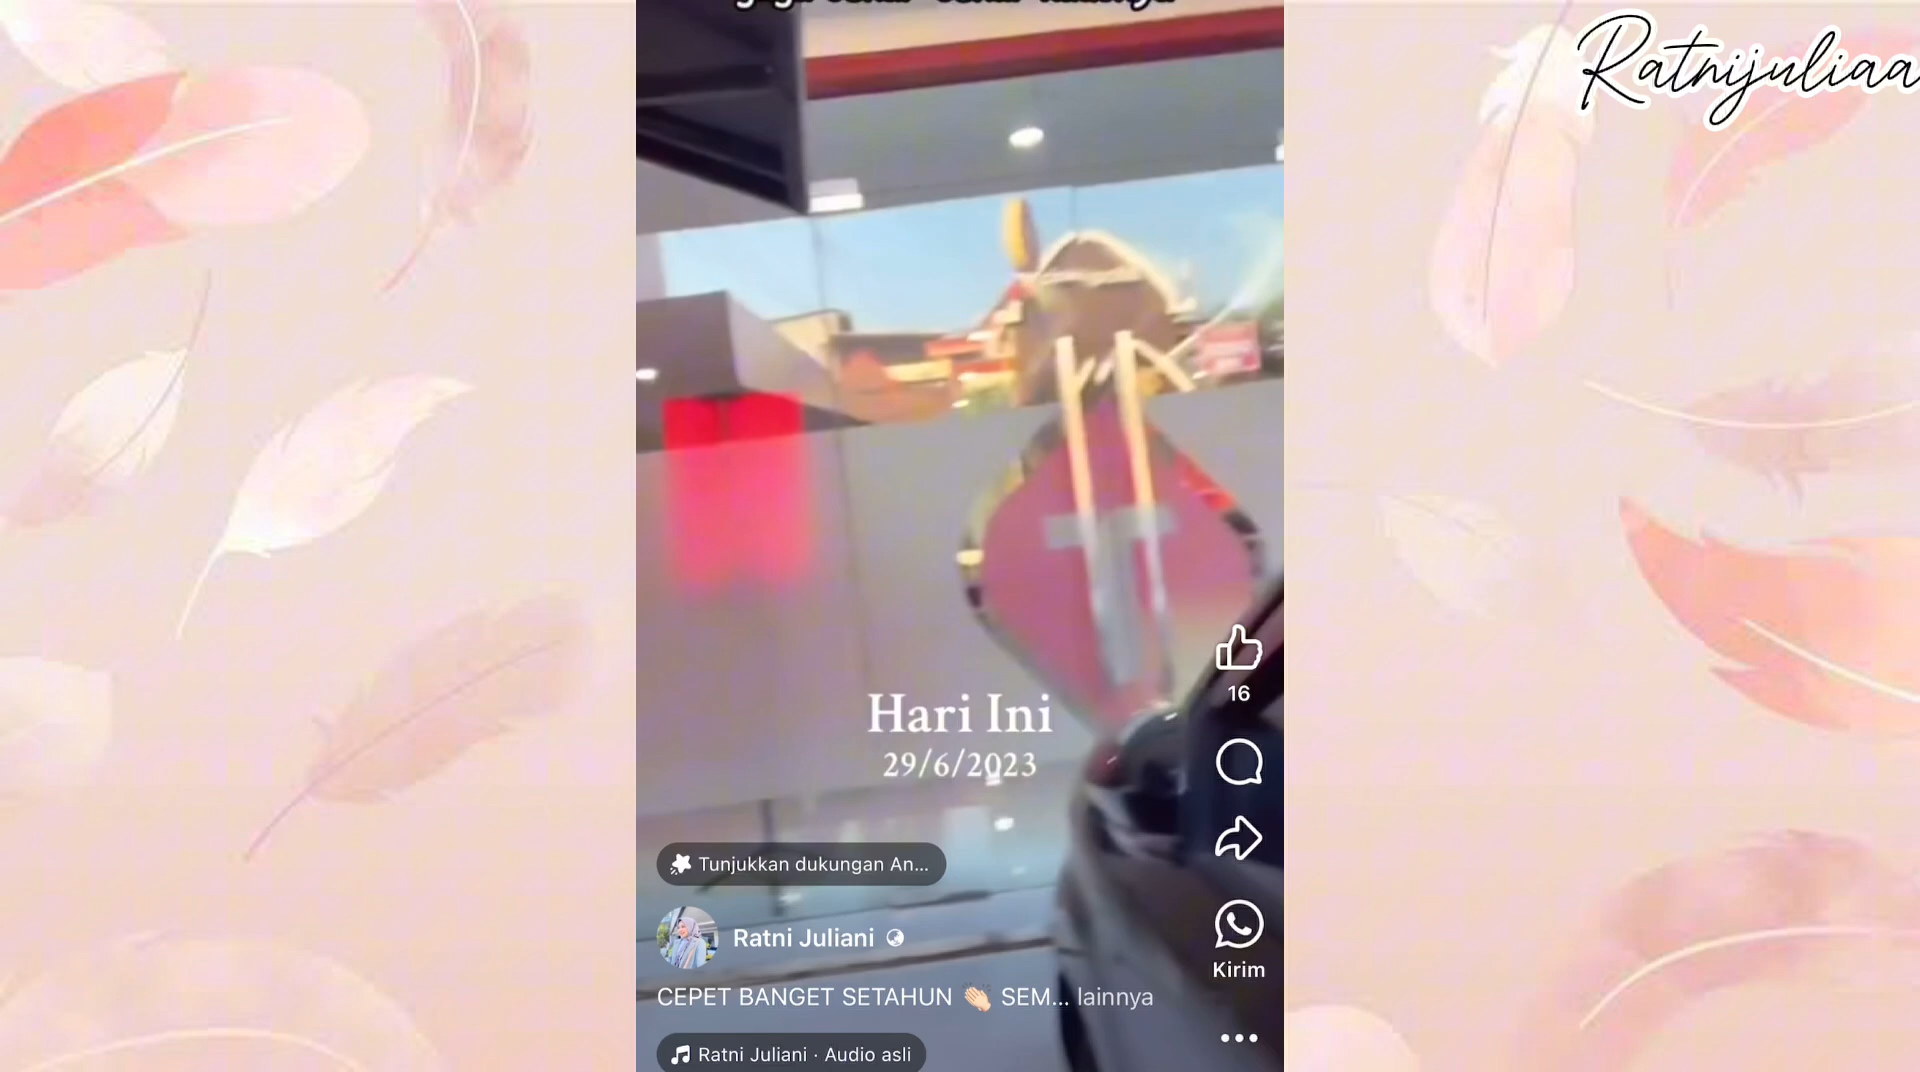 Ratnijuliaa
Hari Ini
29/6/2023
16
Tunjukkan dukungan An...
Ratni Juliani
Kirim
CEPET BANGET SETAHUN 👏🏻 SEM... lainnya
Ratni Juliani · Audio asli